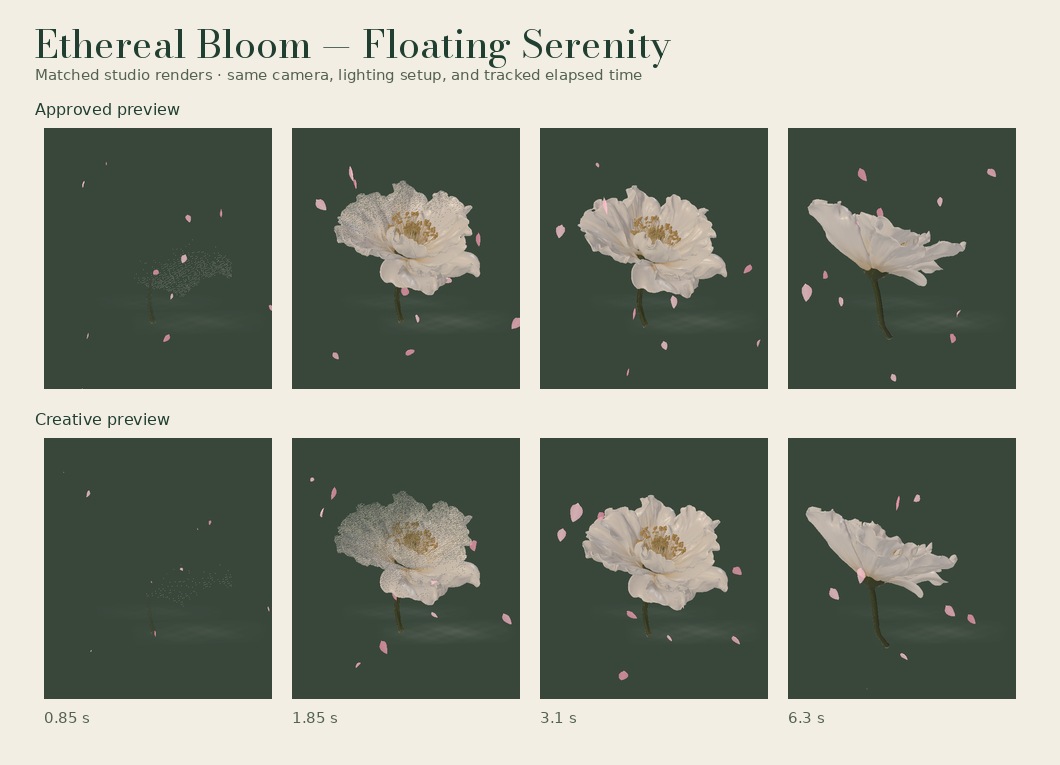 Ethereal Bloom — Floating Serenity
Matched studio renders · same camera, lighting setup, and tracked elapsed time
Approved preview
Creative preview
0.85 s
1.85 s
3.1 s
6.3 s